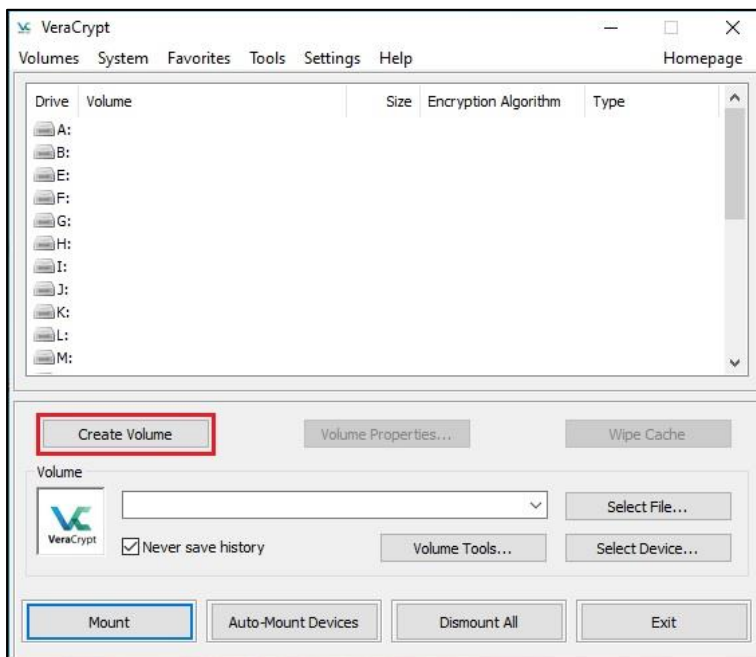 VeraCrypt
Volumes System Favorites Tools Settings Help Homepage
Drive Volume Size Encryption Algorithm Type
A:
B:
E:
F:
G:
H:
I:
J:
K:
L:
M:
Create Volume Volume Properties... Wipe Cache
Volume
VeraCrypt
Select File...
Never save history Volume Tools... Select Device...
Mount Auto-Mount Devices Dismount All Exit